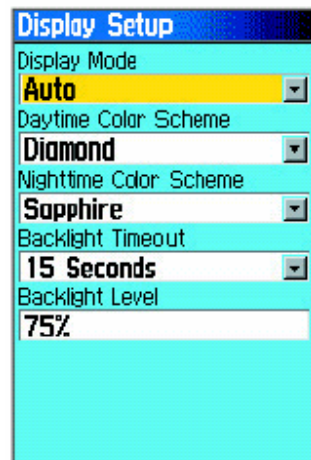 Display Setup
Display Mode
Auto
Daytime Color Scheme
Diamond
Nighttime Color Scheme
Sapphire
Backlight Timeout
15 Seconds
Backlight Level
75%